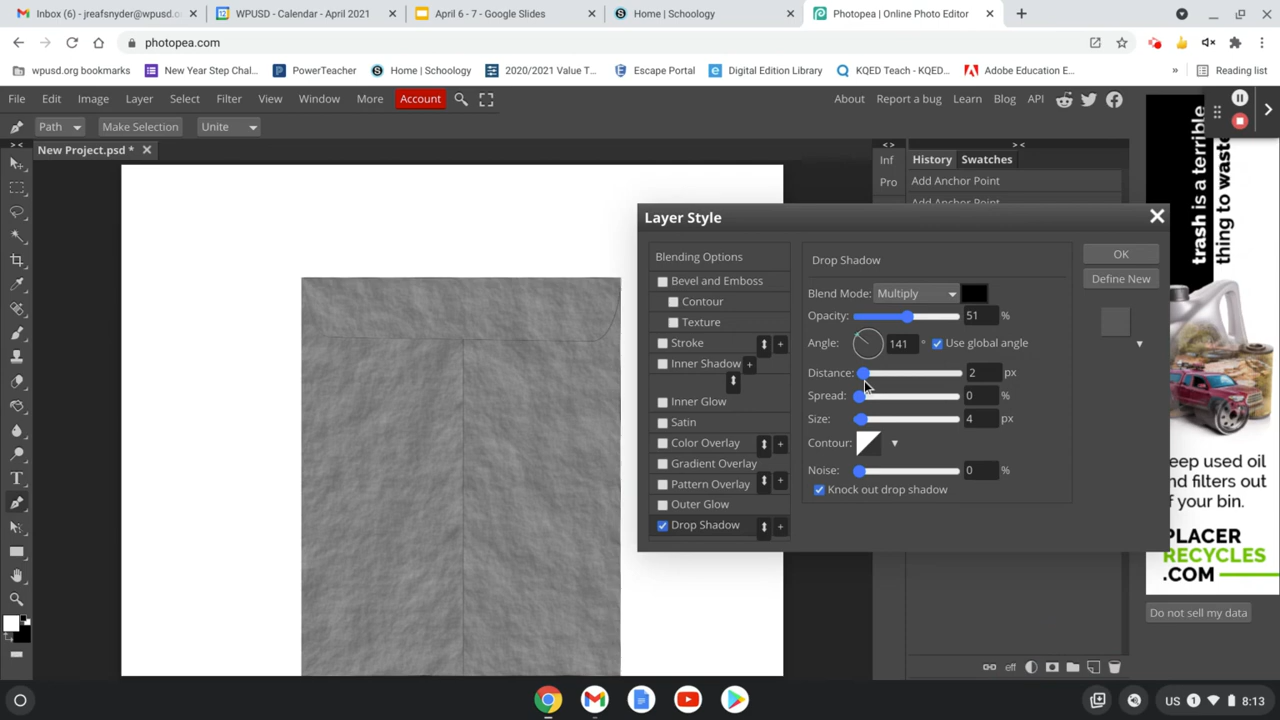 Inbox (6) - jreafsnyder@wpusd.o
WPUSD - Calendar - April 2021
April 6 - 7 - Google Slides
Home | Schoology
Photopea | Online Photo Editor
photopea.com
wpusd.org bookmarks
New Year Step Chal...
PowerTeacher
Home | Schoology
2020/2021 Value T...
Escape Portal
Digital Edition Library
KQED Teach - KQED...
Adobe Education E...
»
Reading list
File Edit Image Layer Select Filter View Window More Account
About Report a bug Learn Blog API
Path Make Selection Unite
New Project.psd *
Inf
Pro
History Swatches
Add Anchor Point
Add Anchor Point
Layer Style
Blending Options
Bevel and Emboss
Contour
Texture
Stroke
Inner Shadow
Inner Glow
Satin
Color Overlay
Gradient Overlay
Pattern Overlay
Outer Glow
Drop Shadow
Drop Shadow
Blend Mode: Multiply
Opacity: 51 %
Angle: 141 ° Use global angle
Distance: 2 px
Spread: 0 %
Size: 4 px
Contour:
Noise: 0 %
Knock out drop shadow
OK
Define New
trash is a terrible
thing to waste
eep used oil
and filters out
of your bin.
PLACER
RECYCLES
.COM
Do not sell my data
eff
US 1 8:13